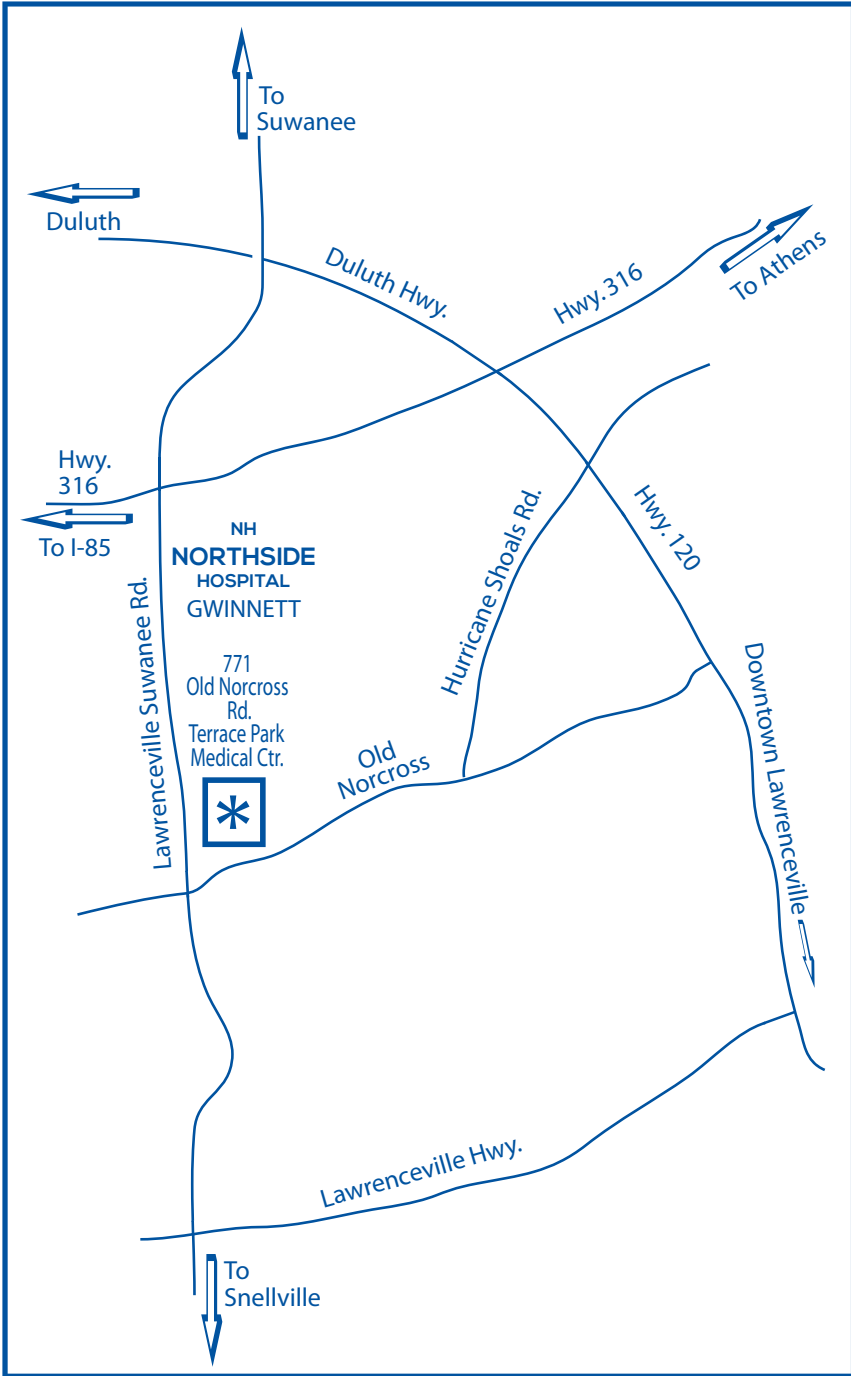 To
Suwanee
Duluth
Duluth Hwy.
Hwy. 316
To Athens
Hwy.
316
To I-85
NH
NORTHSIDE
HOSPITAL
GWINNETT
Hurricane Shoals Rd.
Hwy. 120
Lawrenceville Suwanee Rd.
771
Old Norcross
Rd.
Terrace Park
Medical Ctr.
*
Old
Norcross
Downtown Lawrenceville
Lawrenceville Hwy.
To
Snellville